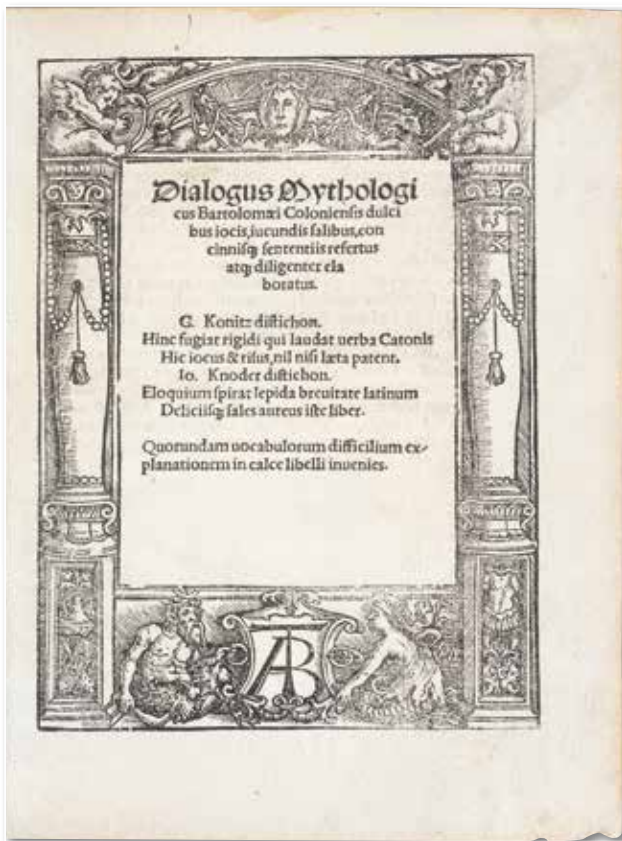 Dialogus Mythologi
cus Bartolomæi Coloniensis dulci
bus iocis, iucundis salibus, con
cinnisq; sententiis refertus
atq; diligenter ela
boratus.
G. Konitz distichon.
Hinc fugiat rigidi qui laudat uerba Catonis
Hic iocus & risus, nil nisi læta patent.
Io. Knoder distichon.
Eloquium spirat lepida breuitate latinum
Deliciisq; sales aureus iste liber.
Quorundam uocabulorum difficilium ex-
planationem in calce libelli inuenies.
TAB